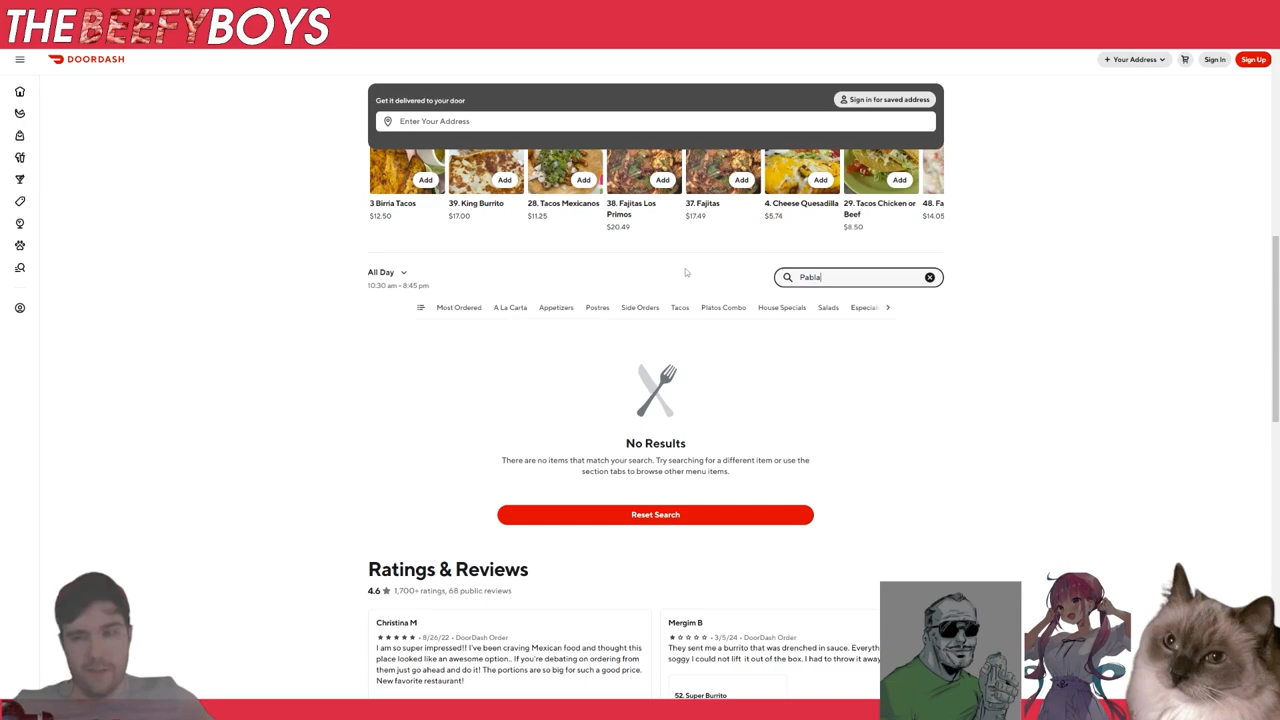 THEBEEFYBOYS
DOORDASH
Your Address
Sign In
Sign Up
Get it delivered to your door
Sign in for saved address
Enter Your Address
Add
Add
Add
Add
Add
Add
Add
3 Birria Tacos
$12.50
39. King Burrito
$17.00
28. Tacos Mexicanos
$11.25
38. Fajitas Los
Primos
$20.49
37. Fajitas
$17.49
4. Cheese Quesadilla
$5.74
29. Tacos Chicken or
Beef
$8.50
48. Fa
$14.05
All Day
10:30 am – 8:45 pm
Pabla
Most Ordered
A La Carta
Appetizers
Postres
Side Orders
Tacos
Platos Combo
House Specials
Salads
Especial
No Results
There are no items that match your search. Try searching for a different item or use the
section tabs to browse other menu items.
Reset Search
Ratings & Reviews
4.6 ★ 1,700+ ratings, 68 public reviews
Christina M
★★★★★ • 8/26/22 • DoorDash Order
I am so super impressed!! I've been craving Mexican food and thought this
place looked like an awesome option.. If you're debating on ordering from
them just go ahead and do it! The portions are so big for such a good price.
New favorite restaurant!
Mergim B
★☆☆☆☆ • 3/5/24 • DoorDash Order
They sent me a burrito that was drenched in sauce. Everyth
soggy I could not lift it out of the box. I had to throw it away
52. Super Burrito